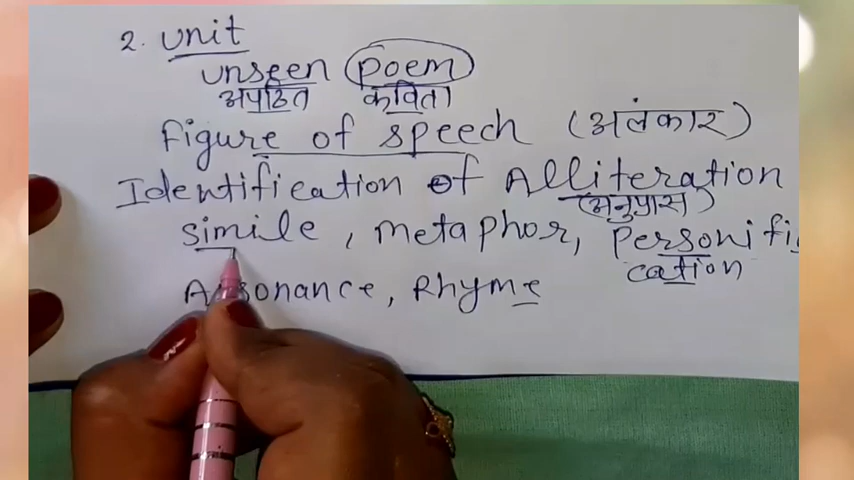 2. Unit
Unseen Poem
अपठित कविता
Figure of speech (अलंकार)
Identification of Alliteration
(अनुप्रास)
Simile, metaphor, Personifi
cation
Assonance, Rhyme